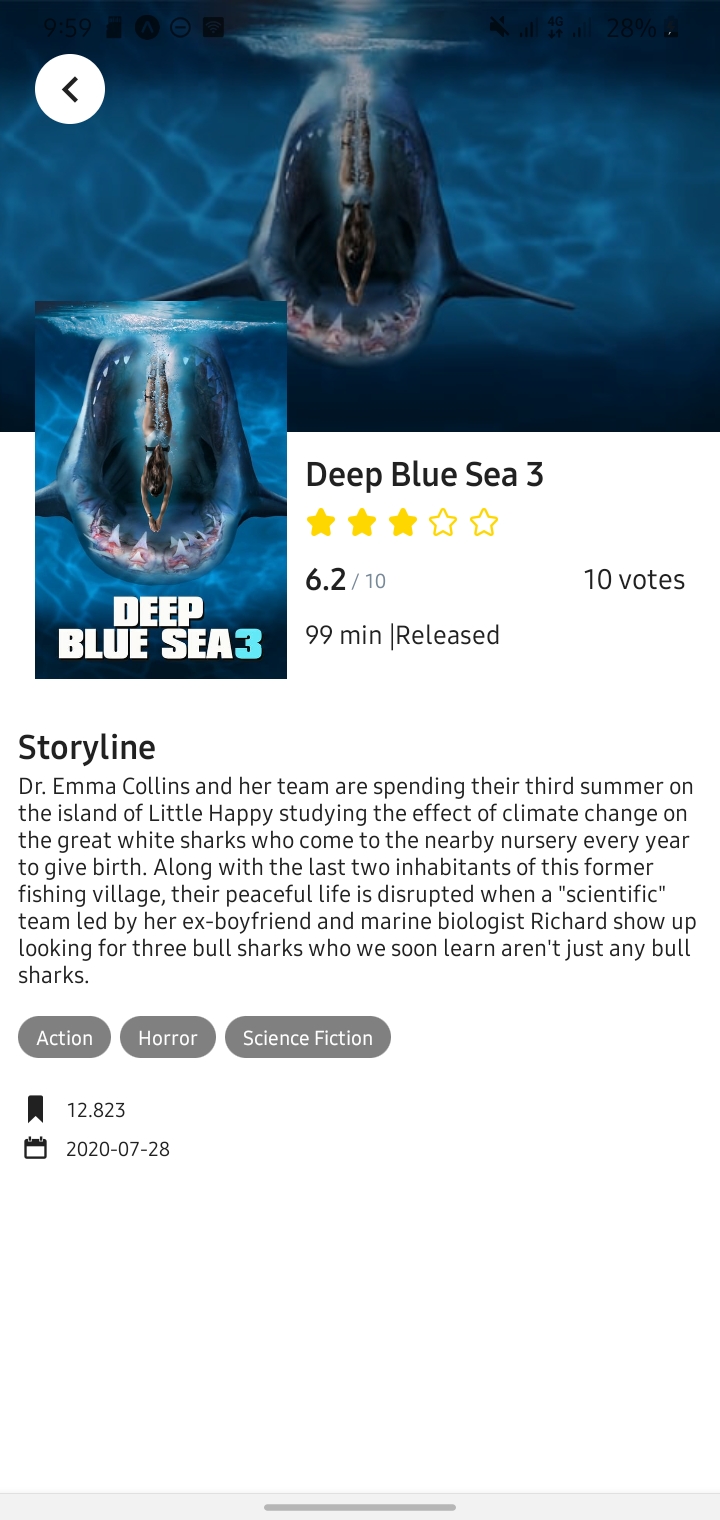 9:59
4G
28%
DEEP
BLUE SEA3
Deep Blue Sea 3
6.2 / 10
10 votes
99 min |Released
Storyline
Dr. Emma Collins and her team are spending their third summer on
the island of Little Happy studying the effect of climate change on
the great white sharks who come to the nearby nursery every year
to give birth. Along with the last two inhabitants of this former
fishing village, their peaceful life is disrupted when a "scientific"
team led by her ex-boyfriend and marine biologist Richard show up
looking for three bull sharks who we soon learn aren't just any bull
sharks.
Action
Horror
Science Fiction
12.823
2020-07-28